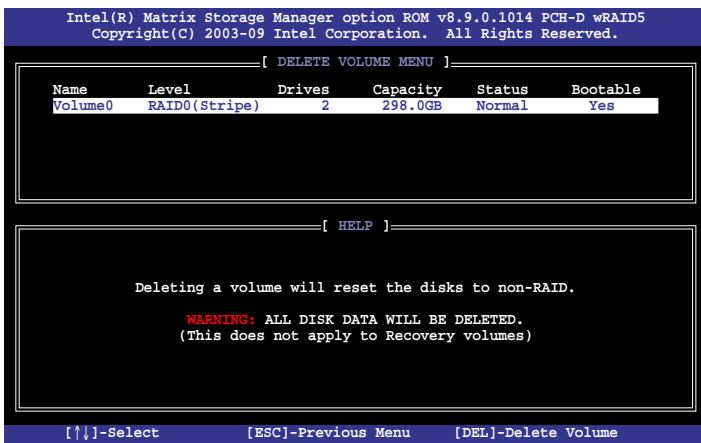 Intel(R) Matrix Storage Manager option ROM v8.9.0.1014 PCH-D wRAID5
Copyright(C) 2003-09 Intel Corporation. All Rights Reserved.
[ DELETE VOLUME MENU ]
Name Level Drives Capacity Status Bootable
Volume0 RAID0(Stripe) 2 298.0GB Normal Yes
[ HELP ]
Deleting a volume will reset the disks to non-RAID.
WARNING: ALL DISK DATA WILL BE DELETED.
(This does not apply to Recovery volumes)
[↑↓]-Select [ESC]-Previous Menu [DEL]-Delete Volume